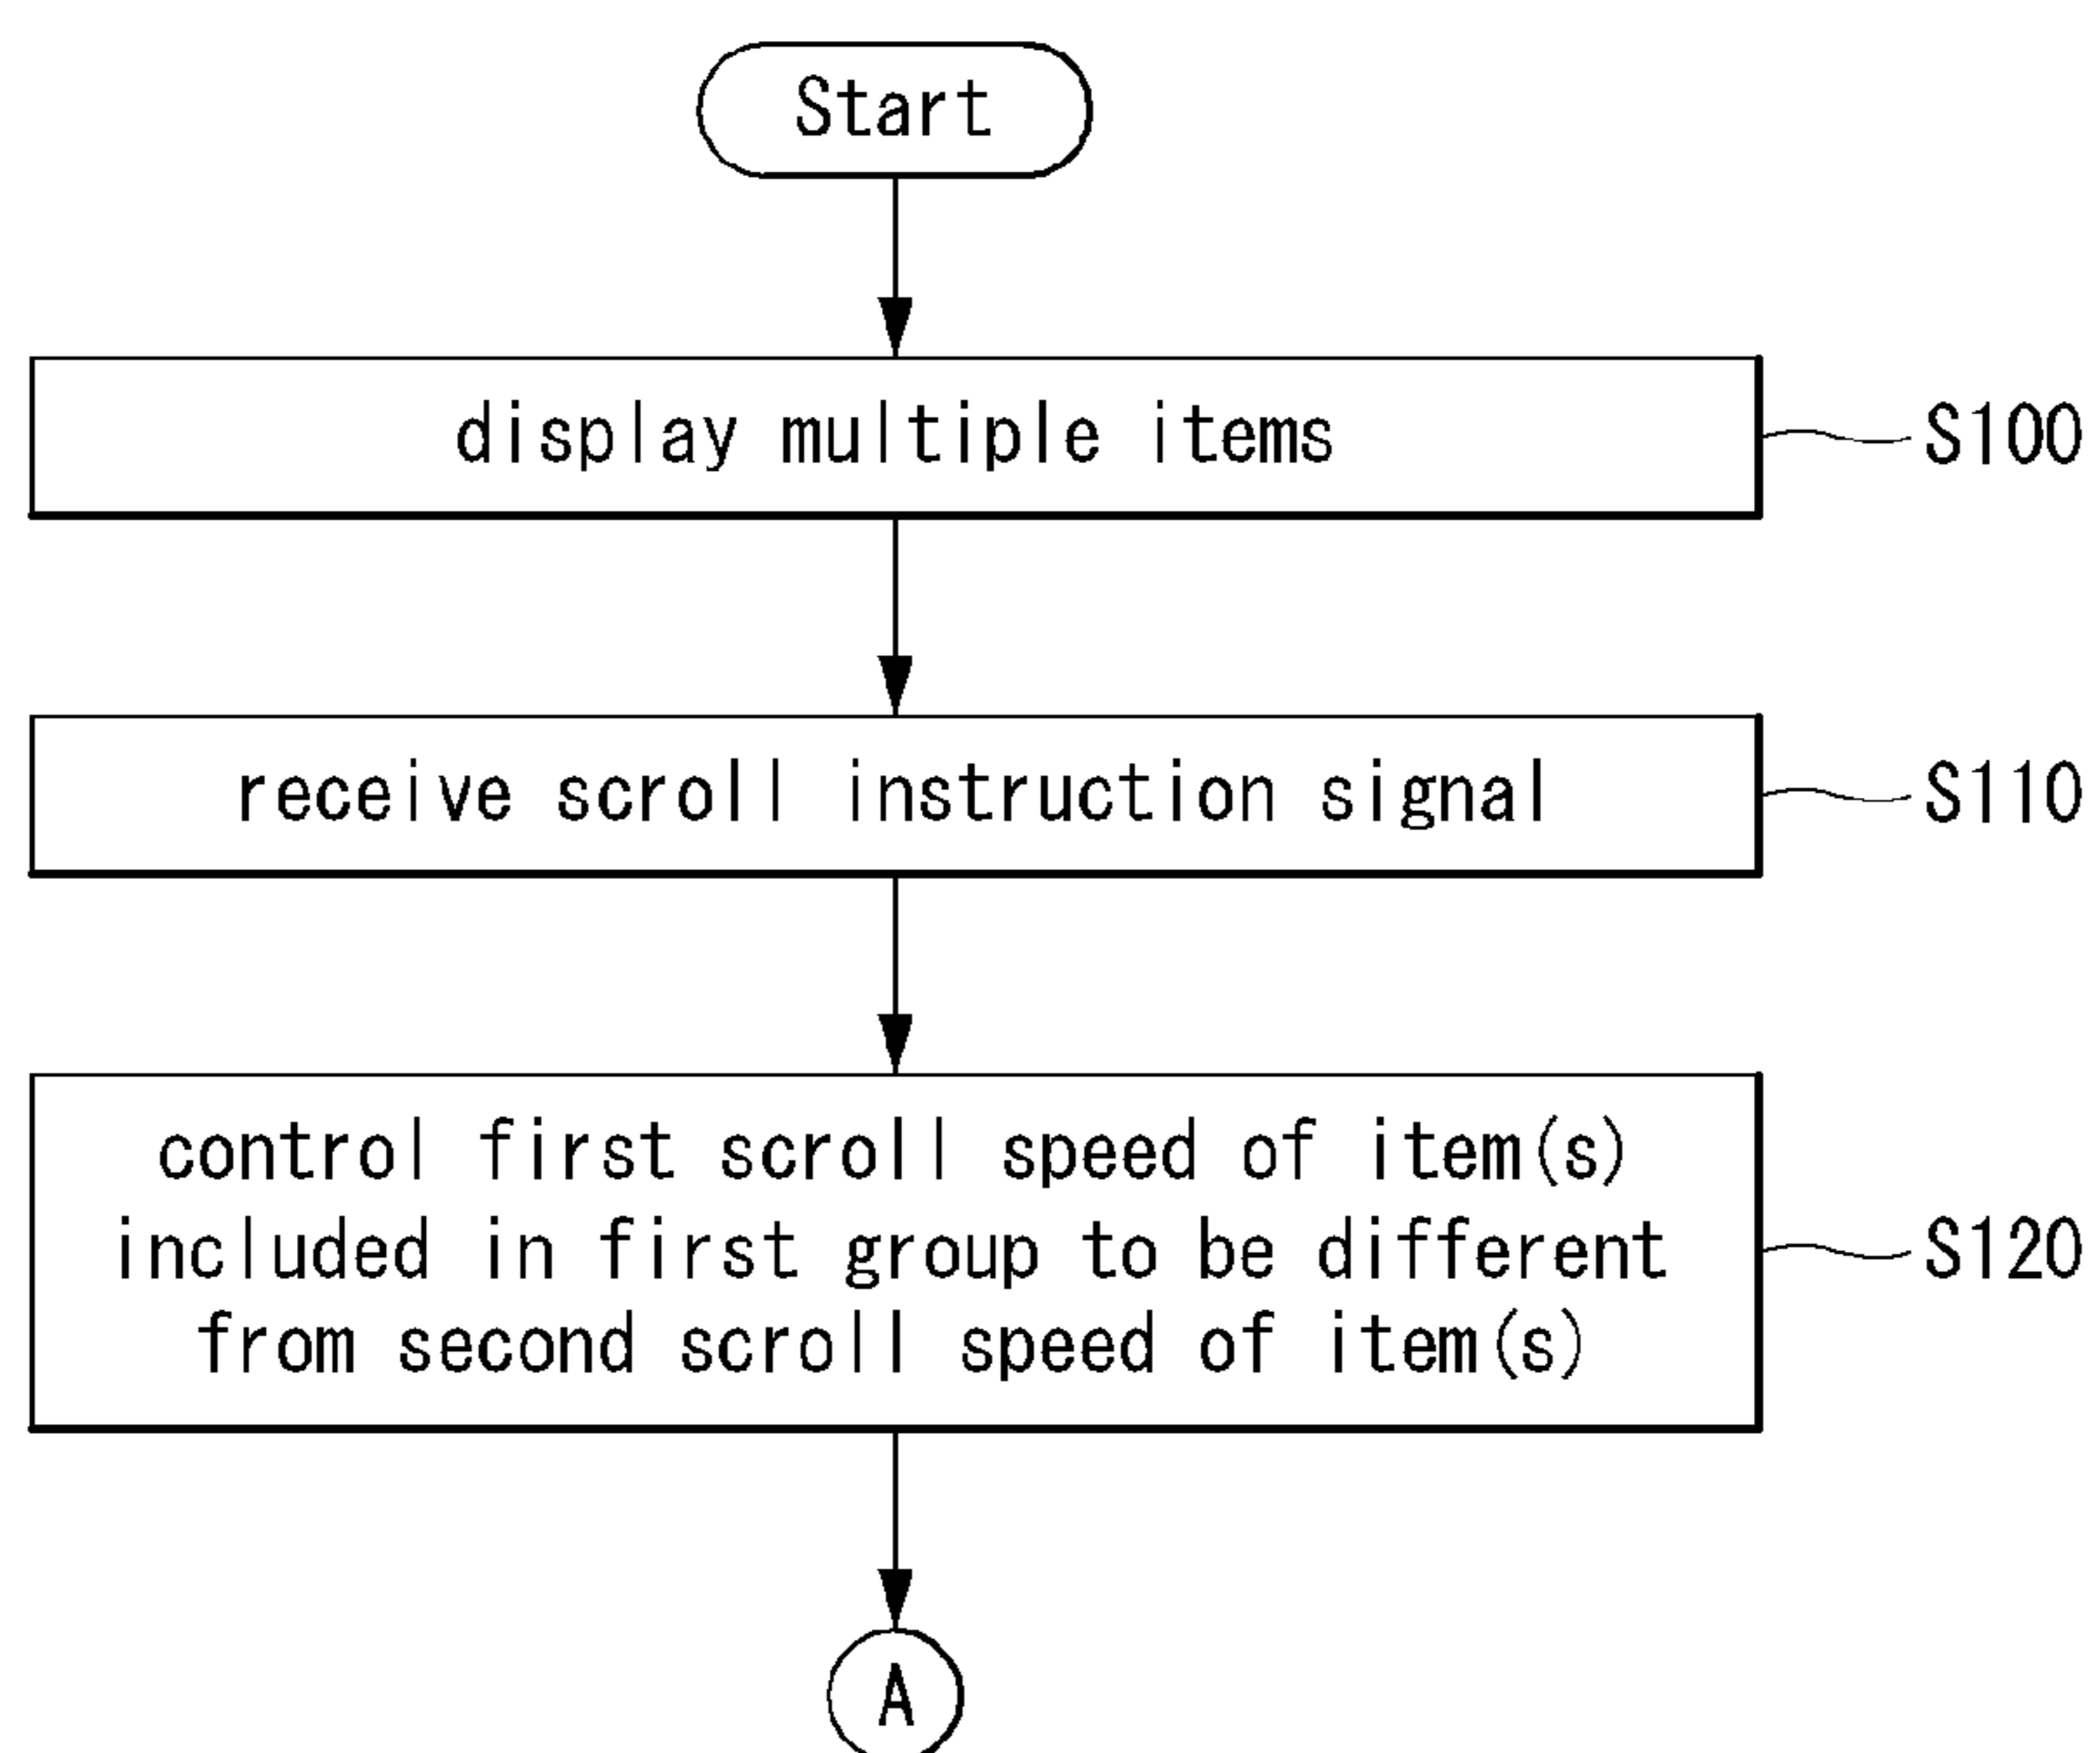 Start
display multiple items
S100
receive scroll instruction signal
S110
control first scroll speed of item(s)
included in first group to be different
from second scroll speed of item(s)
S120
A